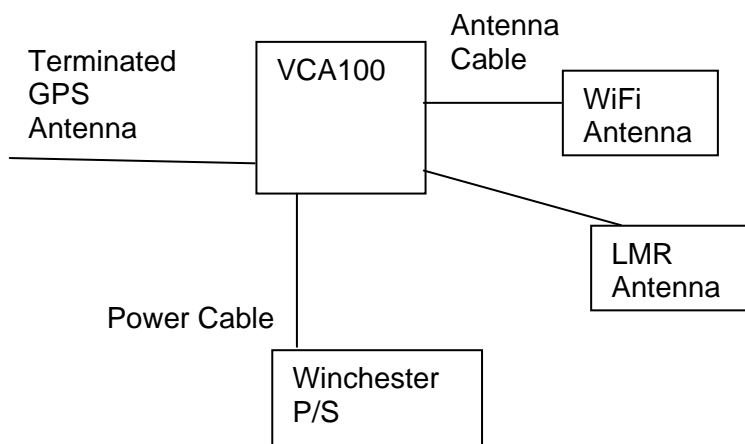 Terminated
GPS
Antenna
VCA100
Antenna
Cable
WiFi
Antenna
LMR
Antenna
Power Cable
Winchester
P/S